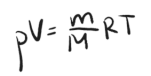 pV = m/M RT